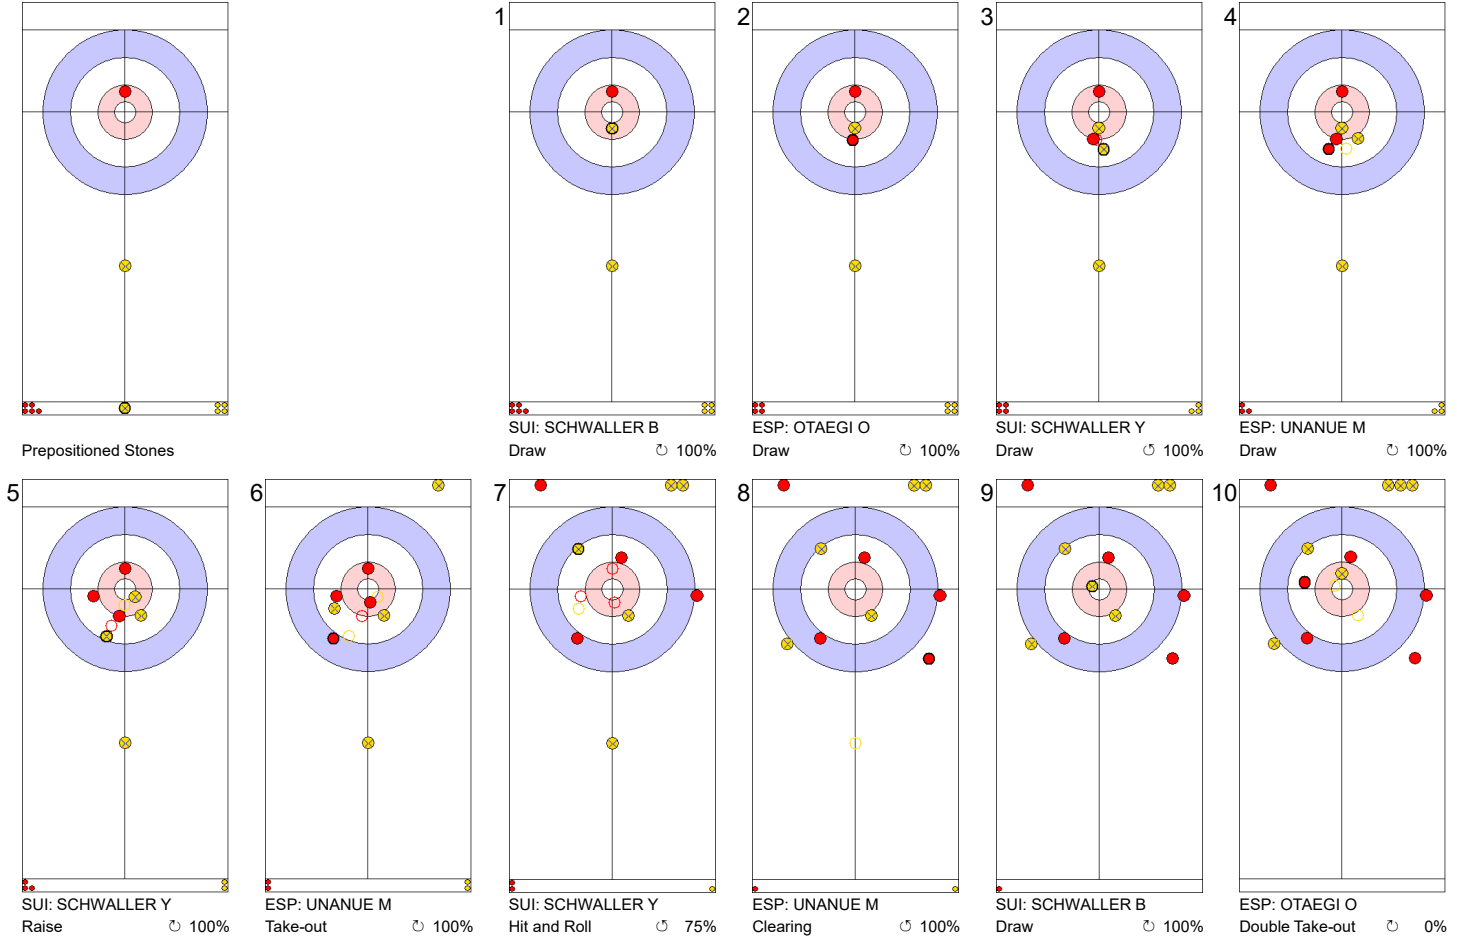 1
2
3
4
Prepositioned Stones
SUI: SCHWALLER B
Draw ↻ 100%
ESP: OTAEGI O
Draw ↻ 100%
SUI: SCHWALLER Y
Draw ↺ 100%
ESP: UNANUE M
Draw ↻ 100%
5
6
7
8
9
10
SUI: SCHWALLER Y
Raise ↻ 100%
ESP: UNANUE M
Take-out ↻ 100%
SUI: SCHWALLER Y
Hit and Roll ↺ 75%
ESP: UNANUE M
Clearing ↻ 100%
SUI: SCHWALLER B
Draw ↻ 100%
ESP: OTAEGI O
Double Take-out ↻ 0%